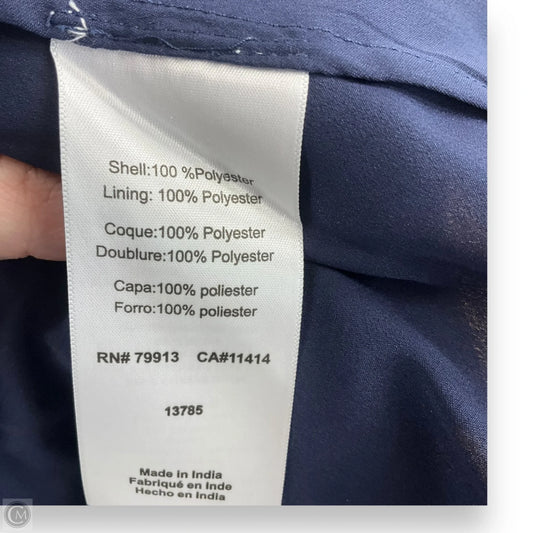 Shell:100 %Polyester
Lining: 100% Polyester
Coque:100% Polyester
Doublure:100% Polyester
Capa:100% poliester
Forro:100% poliester
RN# 79913 CA#11414
13785
Made in India
Fabriqué en Inde
Hecho en India
CM